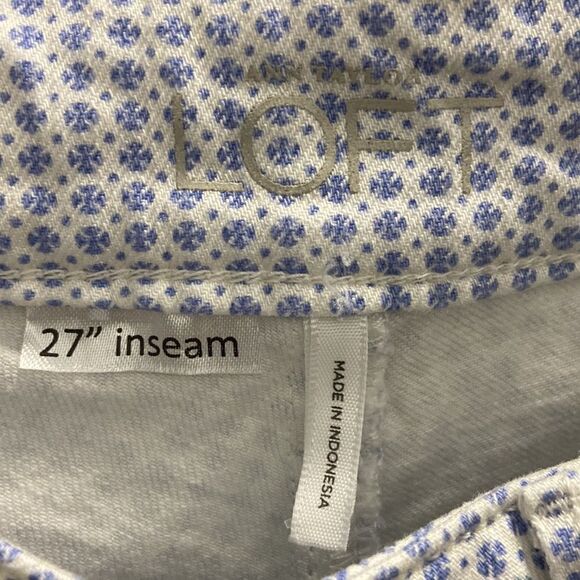 ANN TAYLOR
LOFT
27" inseam
MADE IN INDONESIA